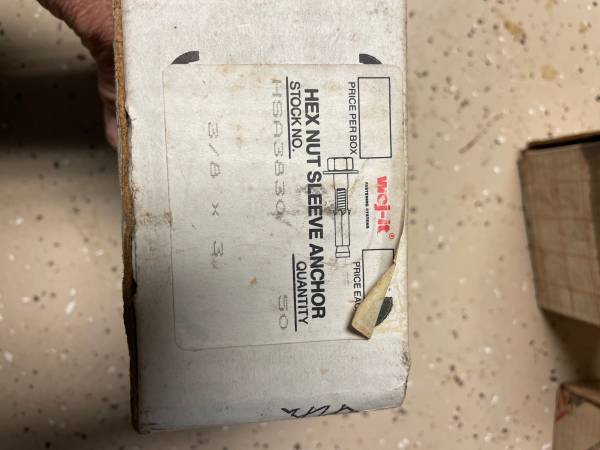 wej-it®
FASTENING SYSTEMS
PRICE PER BOX
PRICE EAC
HEX NUT SLEEVE ANCHOR
STOCK NO. QUANTITY
HSA3830 50
3/8 x 3